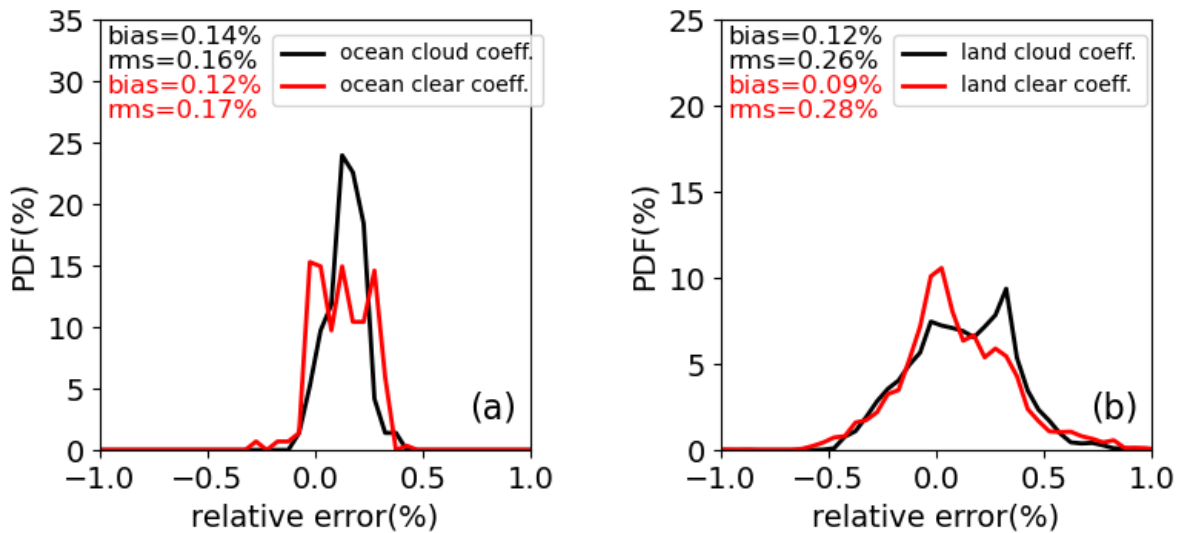 bias=0.14%
rms=0.16%
bias=0.12%
rms=0.17%
ocean cloud coeff.
ocean clear coeff.
35
30
25
20
15
10
5
0
PDF(%)
(a)
−1.0 −0.5 0.0 0.5 1.0
relative error(%)
bias=0.12%
rms=0.26%
bias=0.09%
rms=0.28%
land cloud coeff.
land clear coeff.
25
20
15
10
5
0
PDF(%)
(b)
−1.0 −0.5 0.0 0.5 1.0
relative error(%)